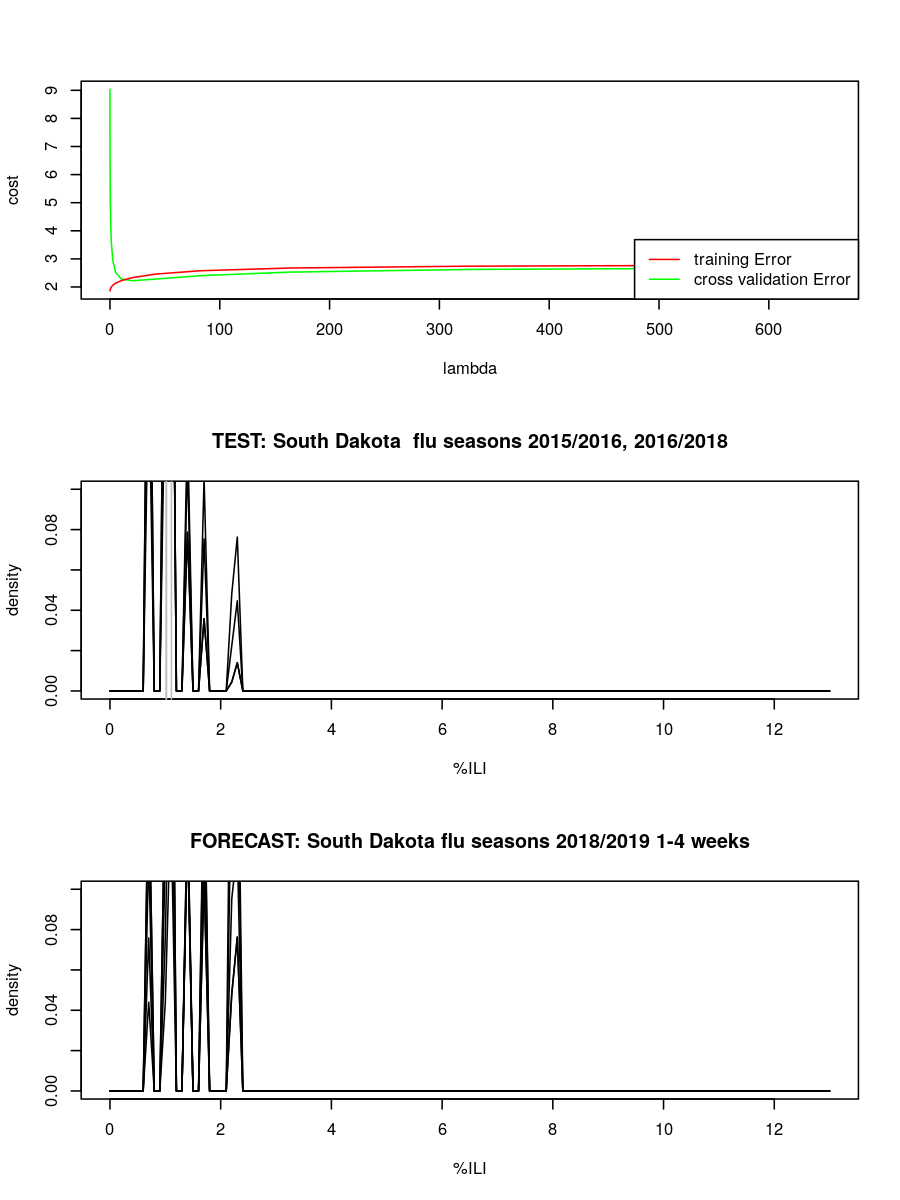 9
8
7
6
5
4
3
2
cost
training Error
cross validation Error
0 100 200 300 400 500 600
lambda
TEST: South Dakota  flu seasons 2015/2016, 2016/2018
0.08
0.04
0.00
density
0 2 4 6 8 10 12
%ILI
FORECAST: South Dakota flu seasons 2018/2019 1-4 weeks
0.08
0.04
0.00
density
0 2 4 6 8 10 12
%ILI